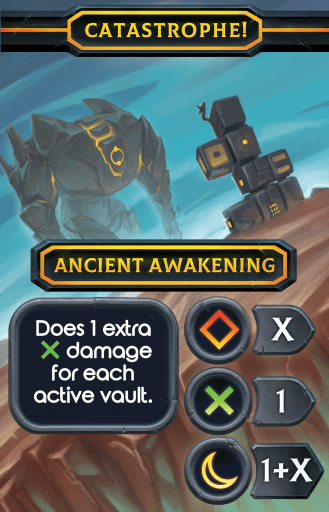 CATASTROPHE!
ANCIENT AWAKENING
Does 1 extra
damage
for each
active vault.
X
1
1+X